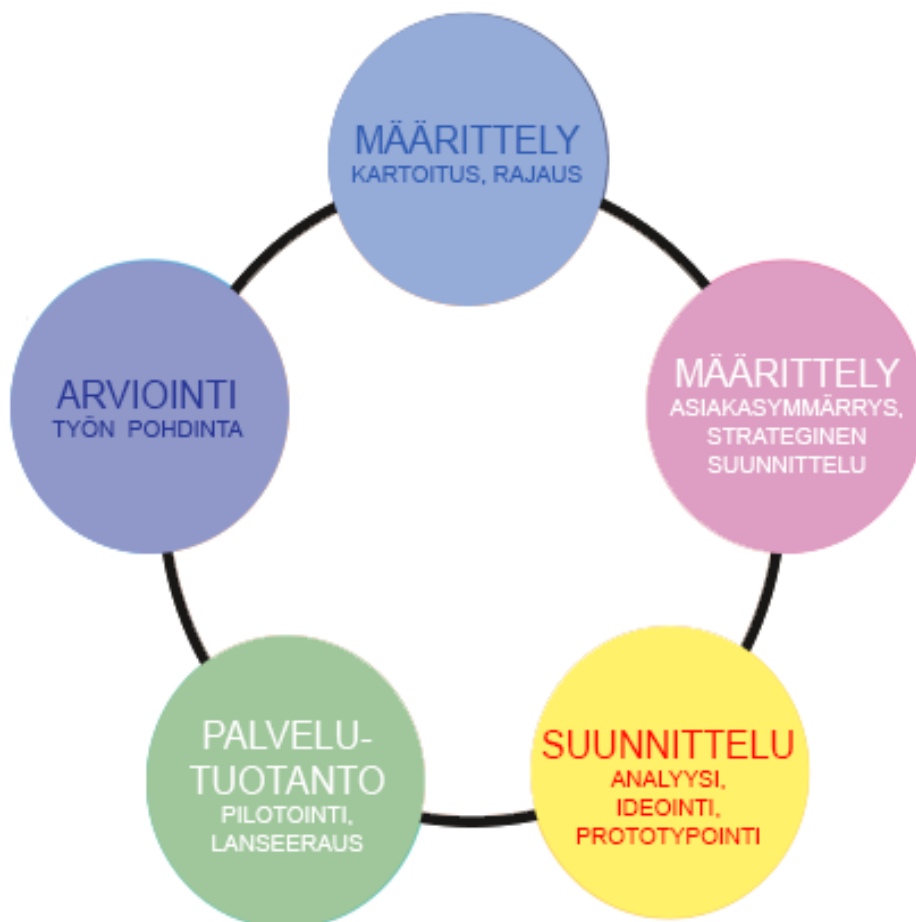 MÄÄRITTELY
KARTOITUS, RAJAUS
MÄÄRITTELY
ASIAKASYMMÄRRYS,
STRATEGINEN
SUUNNITTELU
SUUNNITTELU
ANALYYSI,
IDEOINTI,
PROTOTYPOINTI
PALVELU-
TUOTANTO
PILOTOINTI,
LANSEERAUS
ARVIOINTI
TYÖN POHDINTA